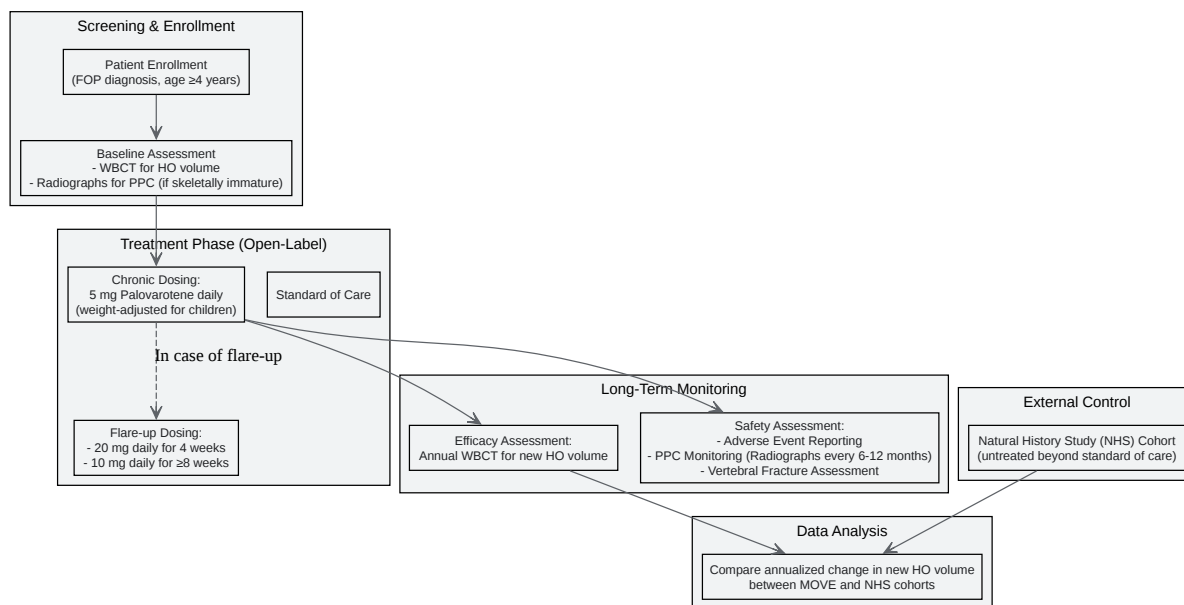 Screening & Enrollment
Patient Enrollment
(FOP diagnosis, age ≥4 years)
Baseline Assessment
- WBCT for HO volume
- Radiographs for PPC (if skeletally immature)
Treatment Phase (Open-Label)
Chronic Dosing:
5 mg Palovarotene daily
(weight-adjusted for children)
Standard of Care
In case of flare-up
Flare-up Dosing:
- 20 mg daily for 4 weeks
- 10 mg daily for ≥8 weeks
Long-Term Monitoring
Efficacy Assessment:
Annual WBCT for new HO volume
Safety Assessment:
- Adverse Event Reporting
- PPC Monitoring (Radiographs every 6-12 months)
- Vertebral Fracture Assessment
External Control
Natural History Study (NHS) Cohort
(untreated beyond standard of care)
Data Analysis
Compare annualized change in new HO volume
between MOVE and NHS cohorts